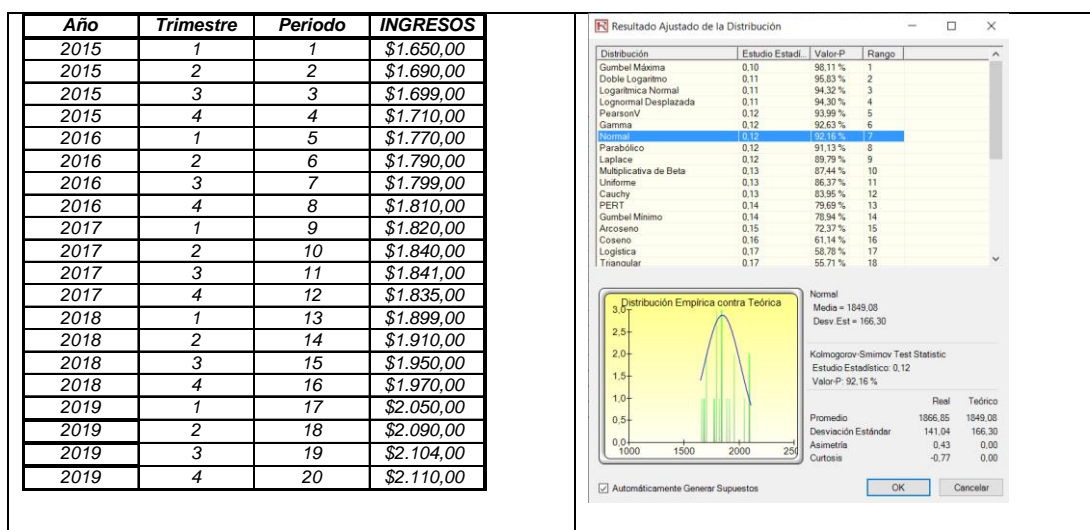 Año Trimestre Periodo INGRESOS
2015 1 1 $1.650,00
2015 2 2 $1.690,00
2015 3 3 $1.699,00
2015 4 4 $1.710,00
2016 1 5 $1.770,00
2016 2 6 $1.790,00
2016 3 7 $1.799,00
2016 4 8 $1.810,00
2017 1 9 $1.820,00
2017 2 10 $1.840,00
2017 3 11 $1.841,00
2017 4 12 $1.835,00
2018 1 13 $1.899,00
2018 2 14 $1.910,00
2018 3 15 $1.950,00
2018 4 16 $1.970,00
2019 1 17 $2.050,00
2019 2 18 $2.090,00
2019 3 19 $2.104,00
2019 4 20 $2.110,00
Resultado Ajustado de la Distribución
Distribución Estudio Estadí... Valor-P Rango
Gumbel Máxima 0,10 98,11 % 1
Doble Logaritmo 0,11 95,83 % 2
Logarítmica Normal 0,11 94,32 % 3
Lognormal Desplazada 0,11 94,30 % 4
PearsonV 0,12 93,99 % 5
Gamma 0,12 92,63 % 6
Normal 0,12 92,16 % 7
Parabólico 0,12 91,13 % 8
Laplace 0,12 89,79 % 9
Multiplicativa de Beta 0,13 87,44 % 10
Uniforme 0,13 86,37 % 11
Cauchy 0,13 83,95 % 12
PERT 0,14 79,69 % 13
Gumbel Mínimo 0,14 78,94 % 14
Arcoseno 0,15 72,37 % 15
Coseno 0,16 61,14 % 16
Logística 0,17 58,78 % 17
Triangular 0,17 55,71 % 18
Distribución Empírica contra Teórica
3,0
2,5
2,0
1,5
1,0
0,5
0,0
1000 1500 2000 250
Normal
Media = 1849,08
Desv.Est = 166,30
Kolmogorov-Smirnov Test Statistic
Estudio Estadístico: 0,12
Valor-P: 92,16 %
Real Teórico
Promedio 1866,85 1849,08
Desviación Estándar 141,04 166,30
Asimetría 0,43 0,00
Curtosis -0,77 0,00
Automáticamente Generar Supuestos
OK Cancelar